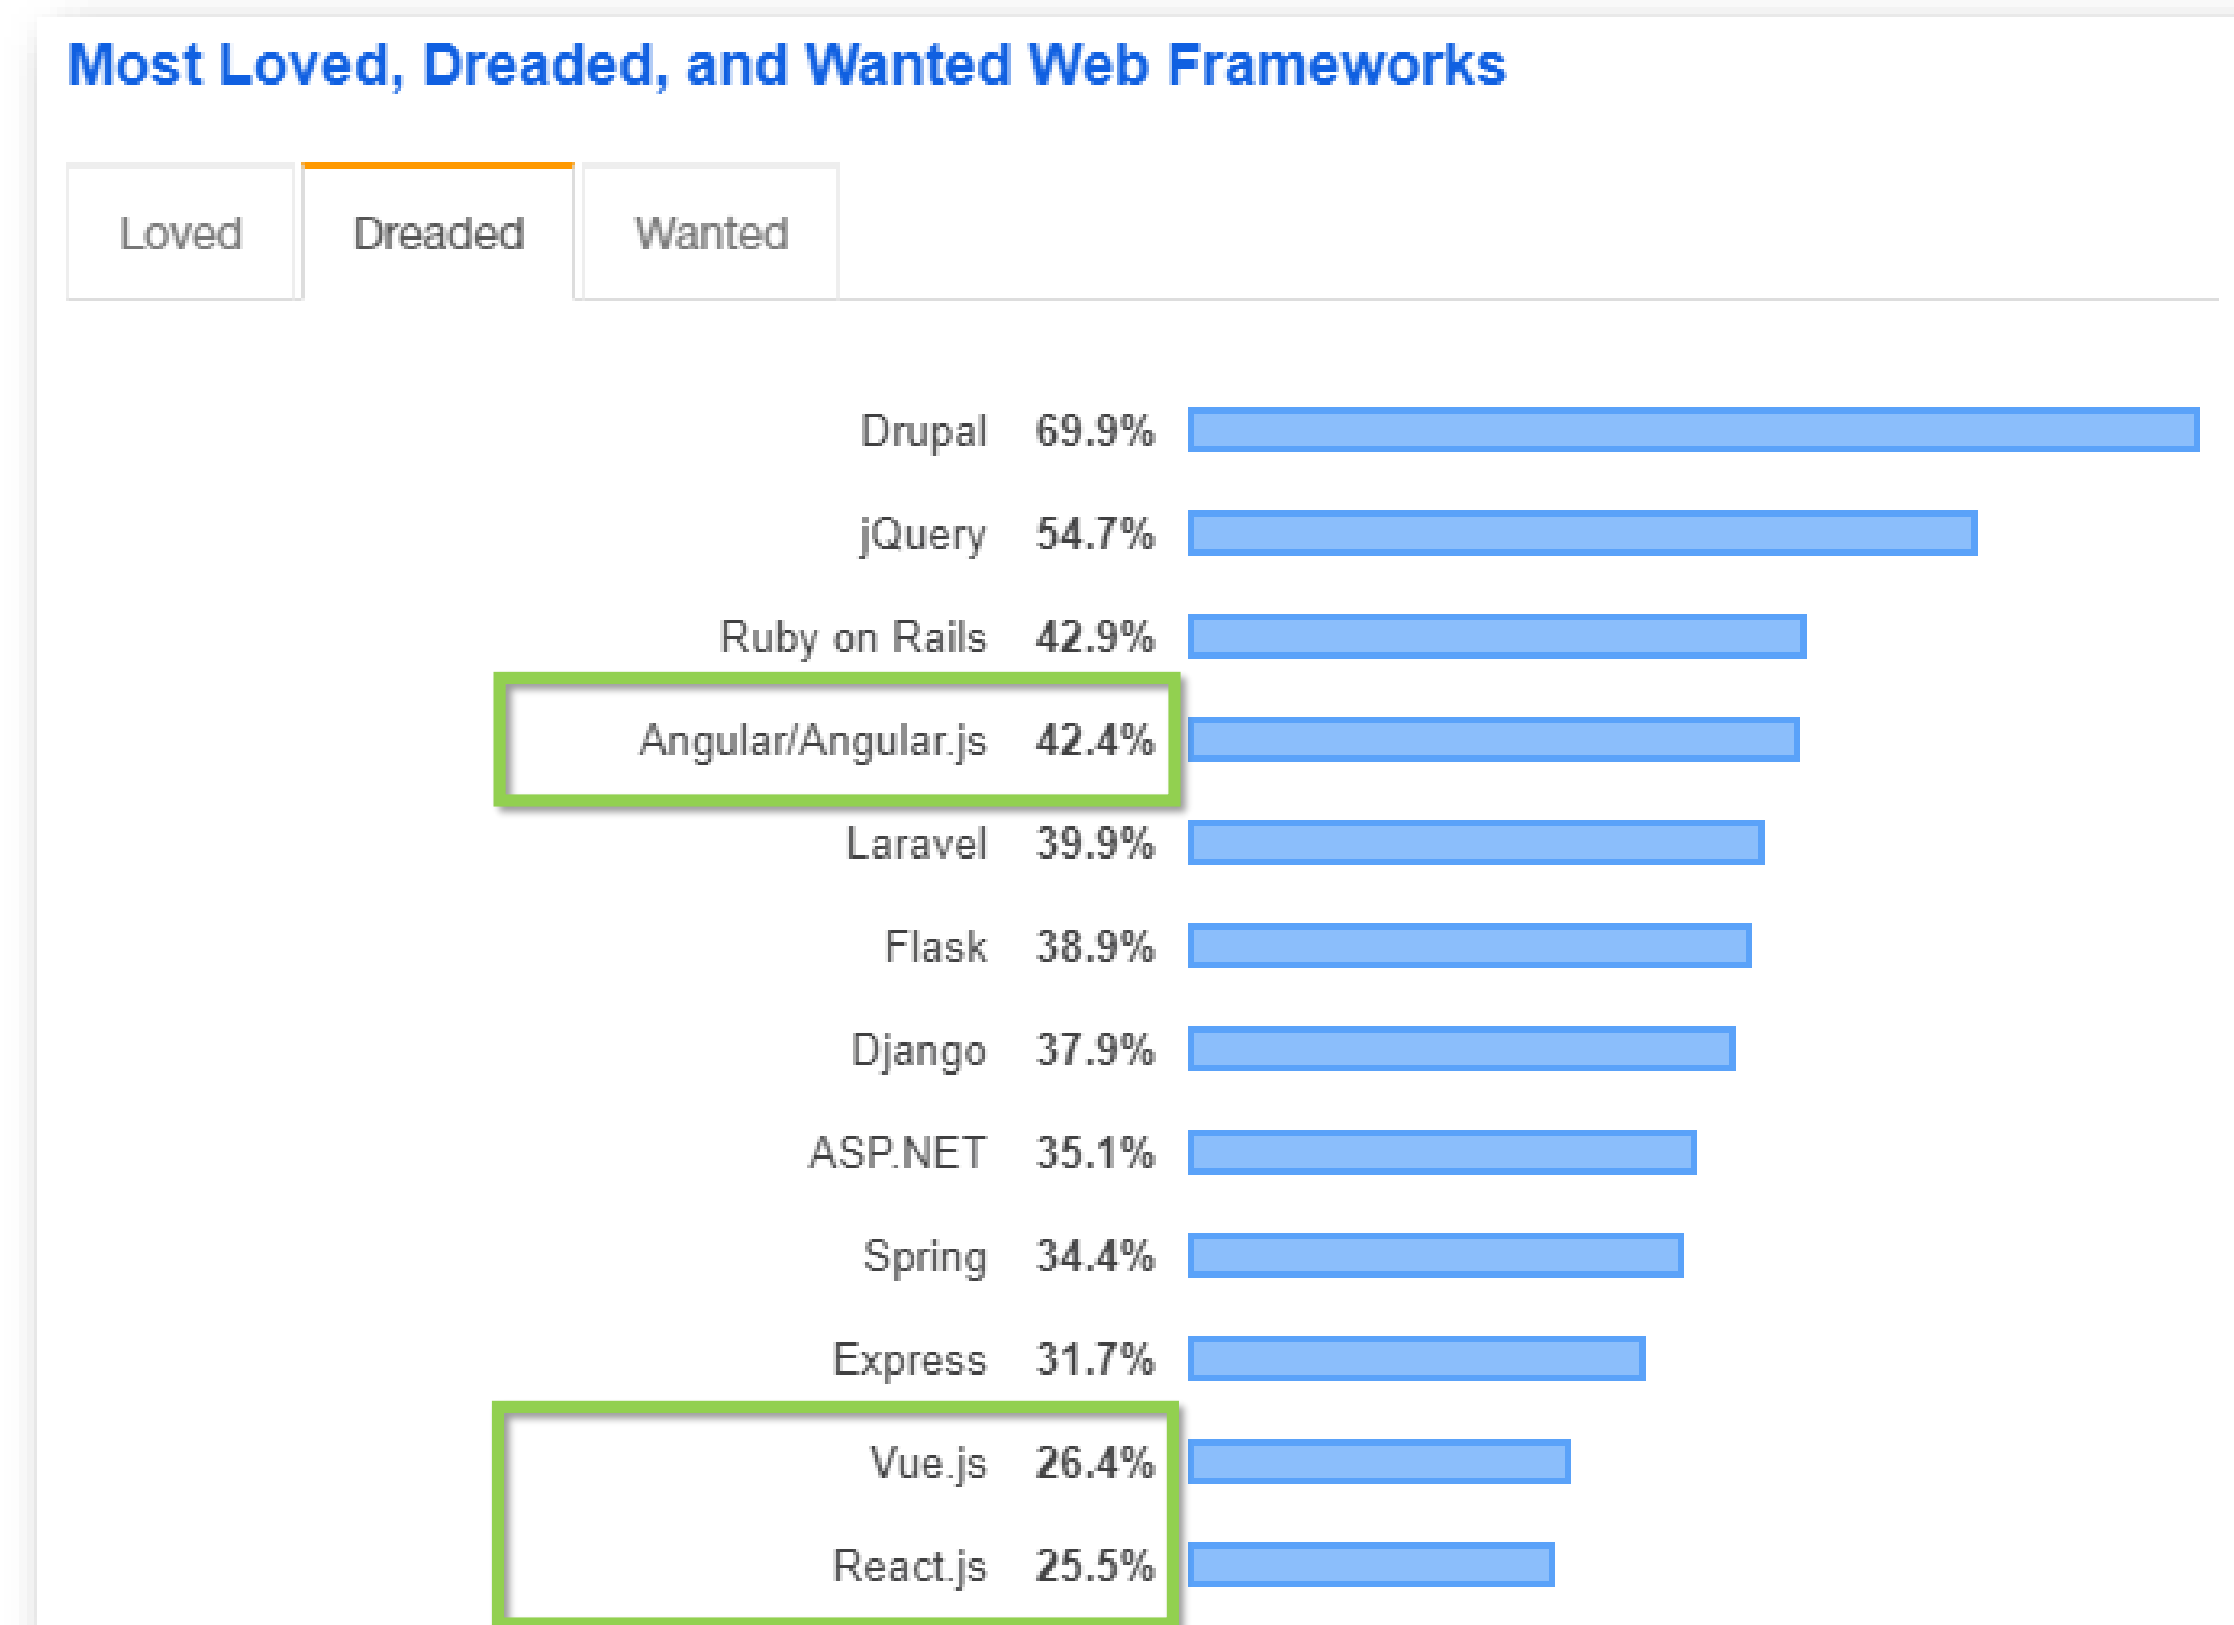 Most Loved, Dreaded, and Wanted Web Frameworks
Loved Dreaded Wanted
Drupal 69.9%
jQuery 54.7%
Ruby on Rails 42.9%
Angular/Angular.js 42.4%
Laravel 39.9%
Flask 38.9%
Django 37.9%
ASP.NET 35.1%
Spring 34.4%
Express 31.7%
Vue.js 26.4%
React.js 25.5%